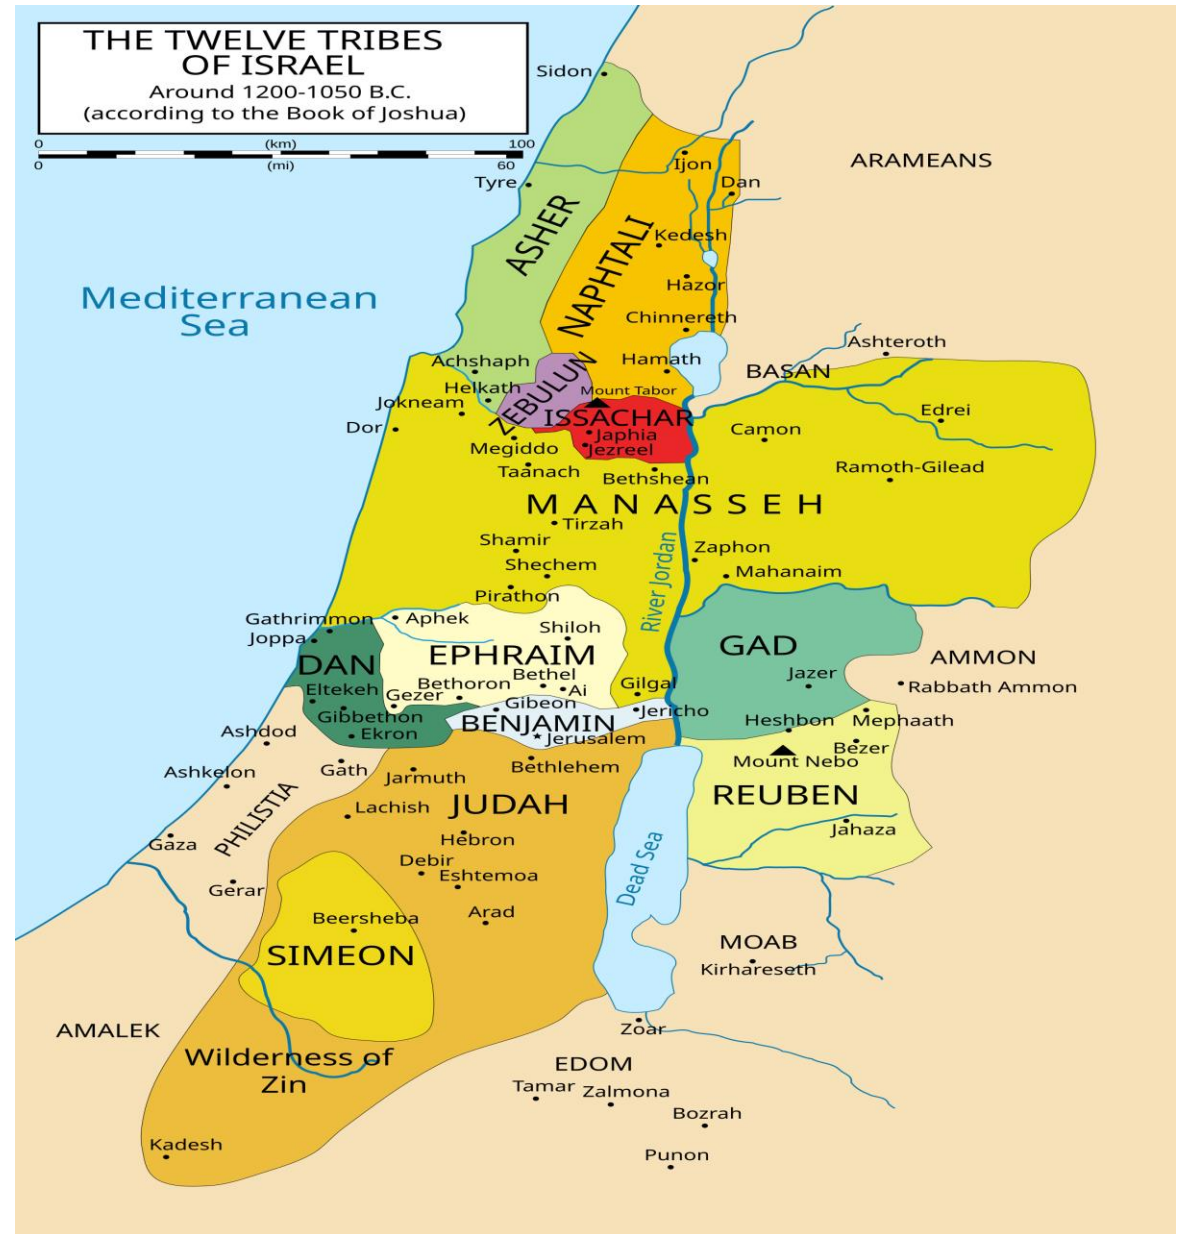 THE TWELVE TRIBES
OF ISRAEL
Around 1200-1050 B.C.
(according to the Book of Joshua)
0 (km) 100
0 (mi) 60
Sidon
Ijon
ARAMEANS
Tyre
Dan
ASHER
NAPHTALI
Kedesh
Hazor
Mediterranean
Sea
Chinnereth
Ashteroth
Achshaph
Hamath
BASAN
Helkath
ZEBULUN
Mount Tabor
Jokneam
ISSACHAR
Edrei
Dor
Japhia
Camon
Megiddo
Jezreel
Taanach
Bethshean
Ramoth-Gilead
MANASSEH
Tirzah
Shamir
Zaphon
Shechem
Mahanaim
Pirathon
River Jordan
Gathrimmon
Aphek
Joppa
Shiloh
DAN
EPHRAIM
GAD
AMMON
Bethel
Jazer
Eltekeh
Gezer
Bethoron
Ai
Gilgal
Rabbath Ammon
Gibeon
Jericho
Gibbethon
BENJAMIN
Heshbon
Mephaath
Ashdod
Ekron
Jerusalem
Bezer
Mount Nebo
Ashkelon
Gath
Jarmuth
Bethlehem
PHILISTIA
Lachish
JUDAH
REUBEN
Jahaza
Gaza
Hebron
Dead Sea
Debir
Eshtemoa
Gerar
Beersheba
Arad
SIMEON
MOAB
Kirhareseth
AMALEK
Zoar
Wilderness of
Zin
EDOM
Tamar
Zalmona
Bozrah
Kadesh
Punon